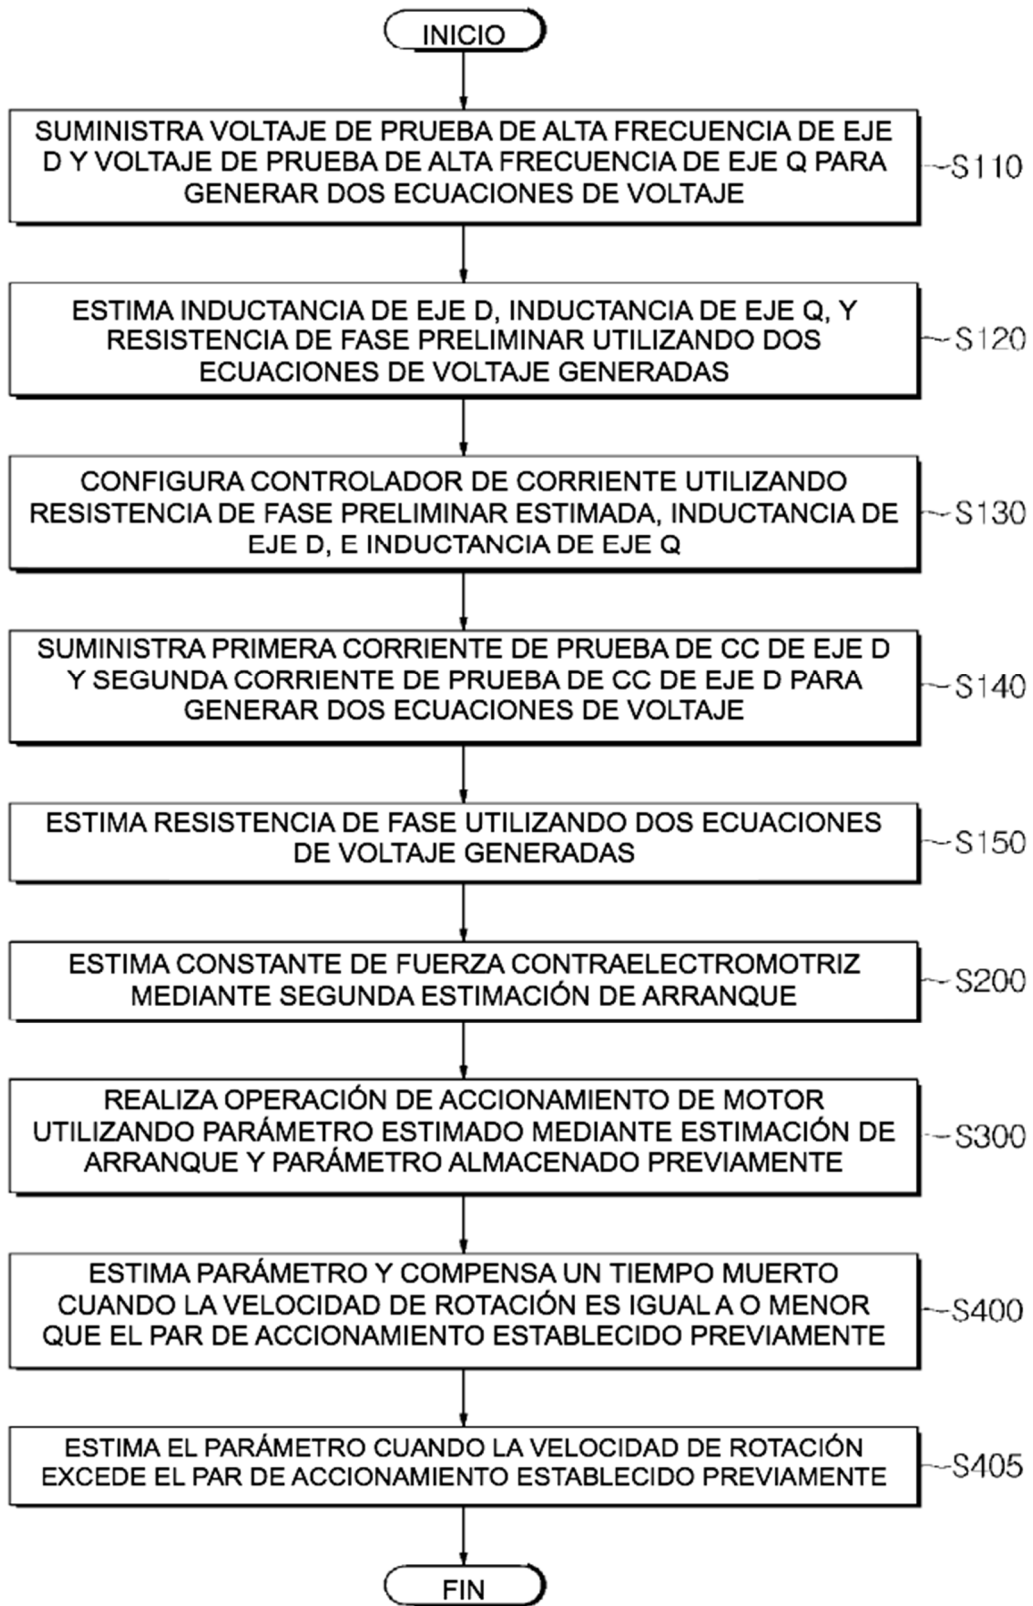 INICIO
SUMINISTRA VOLTAJE DE PRUEBA DE ALTA FRECUENCIA DE EJE
D Y VOLTAJE DE PRUEBA DE ALTA FRECUENCIA DE EJE Q PARA
GENERAR DOS ECUACIONES DE VOLTAJE
S110
ESTIMA INDUCTANCIA DE EJE D, INDUCTANCIA DE EJE Q, Y
RESISTENCIA DE FASE PRELIMINAR UTILIZANDO DOS
ECUACIONES DE VOLTAJE GENERADAS
S120
CONFIGURA CONTROLADOR DE CORRIENTE UTILIZANDO
RESISTENCIA DE FASE PRELIMINAR ESTIMADA, INDUCTANCIA DE
EJE D, E INDUCTANCIA DE EJE Q
S130
SUMINISTRA PRIMERA CORRIENTE DE PRUEBA DE CC DE EJE D
Y SEGUNDA CORRIENTE DE PRUEBA DE CC DE EJE D PARA
GENERAR DOS ECUACIONES DE VOLTAJE
S140
ESTIMA RESISTENCIA DE FASE UTILIZANDO DOS ECUACIONES
DE VOLTAJE GENERADAS
S150
ESTIMA CONSTANTE DE FUERZA CONTRAELECTROMOTRIZ
MEDIANTE SEGUNDA ESTIMACIÓN DE ARRANQUE
S200
REALIZA OPERACIÓN DE ACCIONAMIENTO DE MOTOR
UTILIZANDO PARÁMETRO ESTIMADO MEDIANTE ESTIMACIÓN DE
ARRANQUE Y PARÁMETRO ALMACENADO PREVIAMENTE
S300
ESTIMA PARÁMETRO Y COMPENSA UN TIEMPO MUERTO
CUANDO LA VELOCIDAD DE ROTACIÓN ES IGUAL A O MENOR
QUE EL PAR DE ACCIONAMIENTO ESTABLECIDO PREVIAMENTE
S400
ESTIMA EL PARÁMETRO CUANDO LA VELOCIDAD DE ROTACIÓN
EXCEDE EL PAR DE ACCIONAMIENTO ESTABLECIDO PREVIAMENTE
S405
FIN